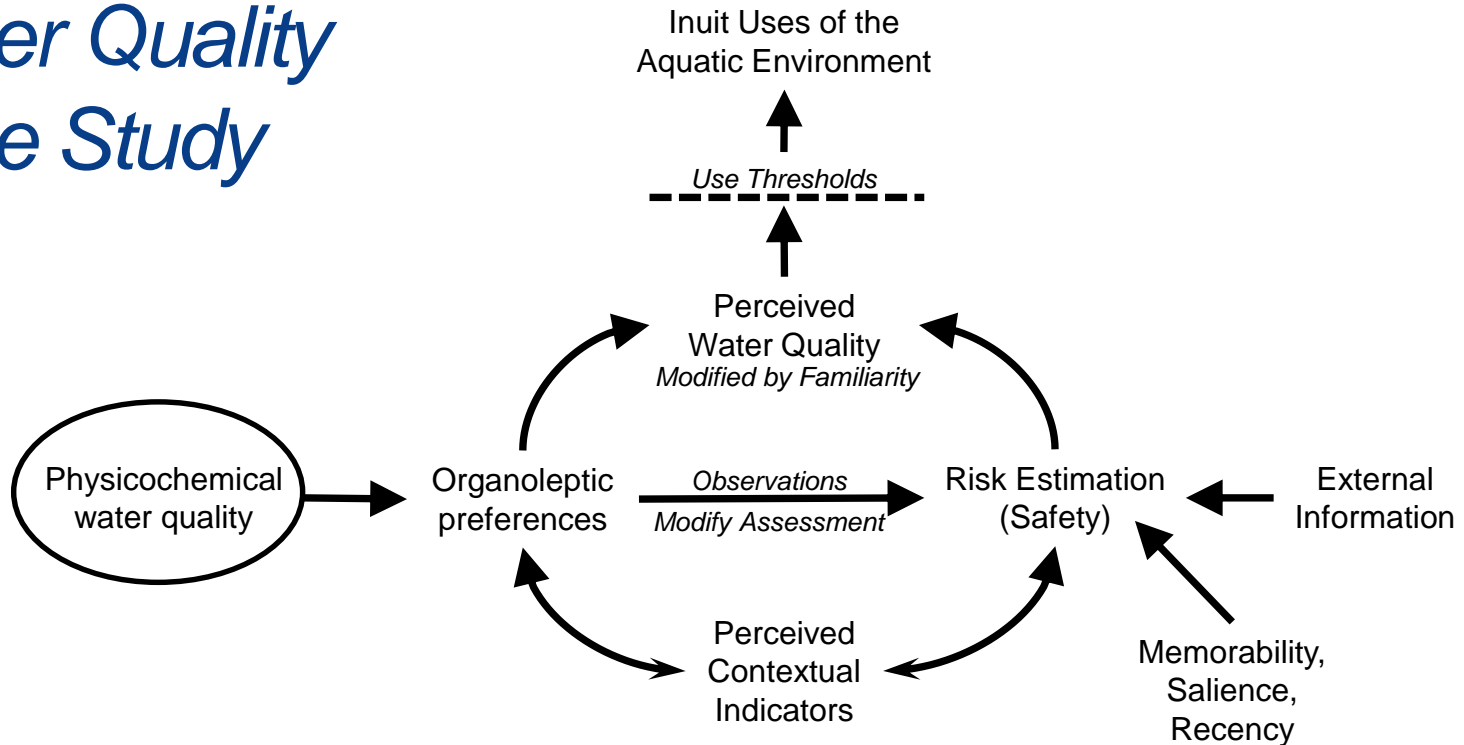 er Quality
e Study
Inuit Uses of the
Aquatic Environment
Use Thresholds
Perceived
Water Quality
Modified by Familiarity
Physicochemical
water quality
Organoleptic
preferences
Observations
Modify Assessment
Risk Estimation
(Safety)
External
Information
Perceived
Contextual
Indicators
Memorability,
Salience,
Recency